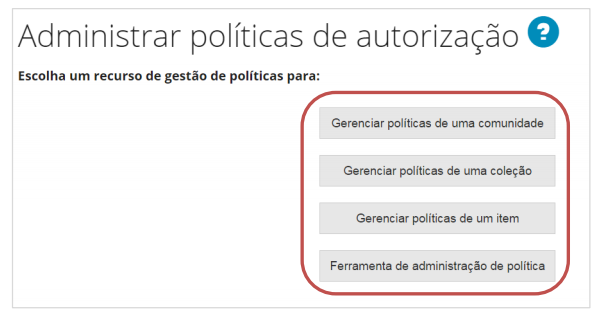 Administrar políticas de autorização ?
Escolha um recurso de gestão de políticas para:
Gerenciar políticas de uma comunidade
Gerenciar políticas de uma coleção
Gerenciar políticas de um item
Ferramenta de administração de política